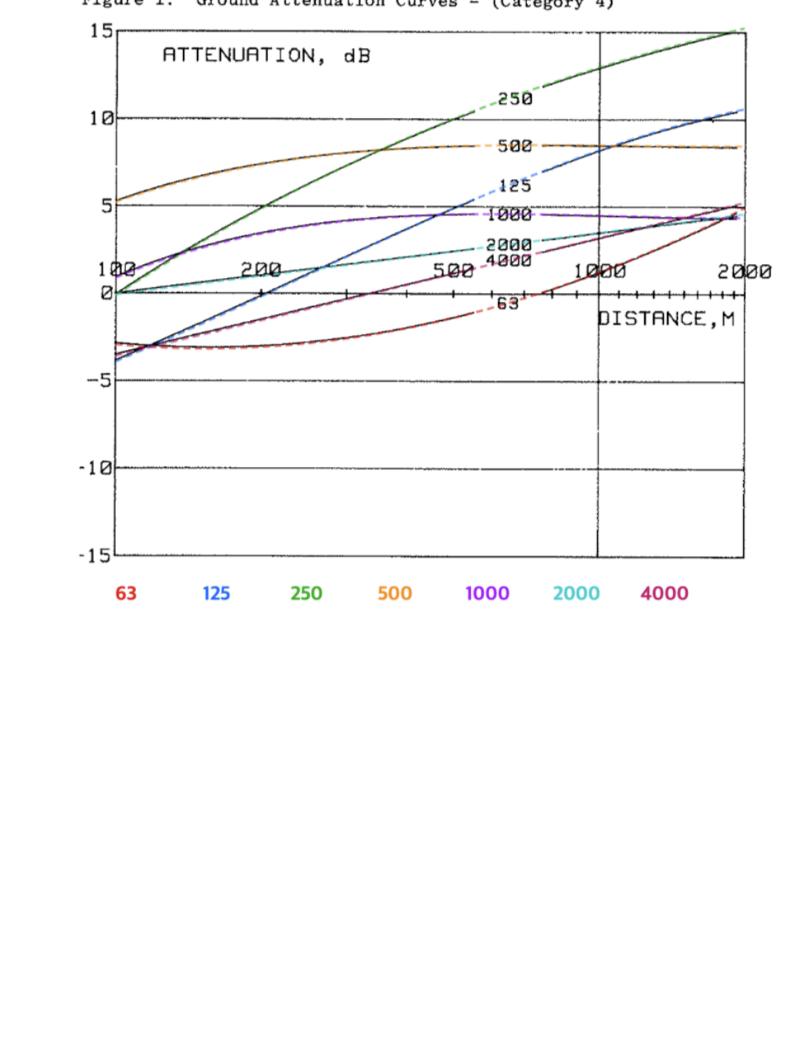 Figure 1. Ground Attenuation Curves - (Category 4)
15
ATTENUATION, dB
250
10
500
125
5
1000
2000
4000
100 200 500 1000 2000
0
63
DISTANCE,M
-5
-10
-15
63 125 250 500 1000 2000 4000